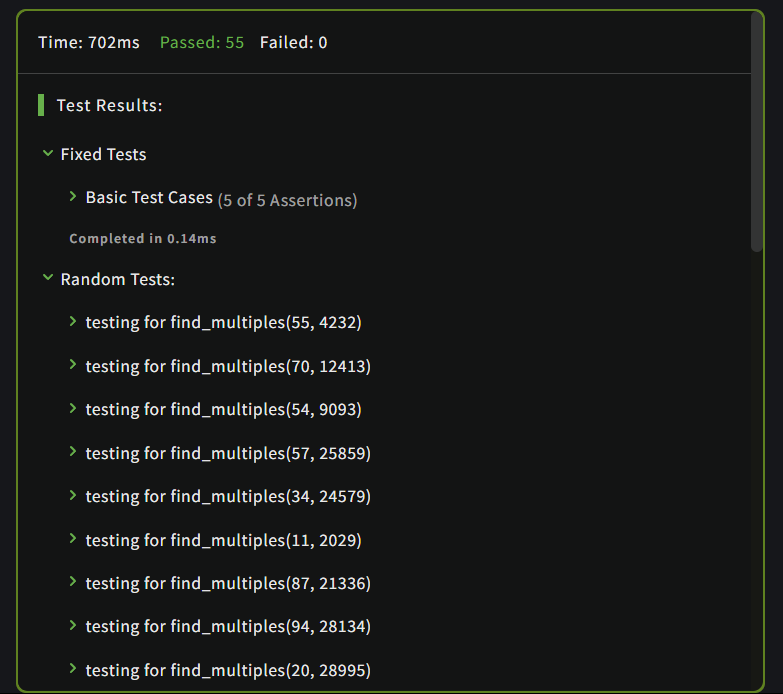 Time: 702ms Passed: 55 Failed: 0
Test Results:
Fixed Tests
Basic Test Cases (5 of 5 Assertions)
Completed in 0.14ms
Random Tests:
testing for find_multiples(55, 4232)
testing for find_multiples(70, 12413)
testing for find_multiples(54, 9093)
testing for find_multiples(57, 25859)
testing for find_multiples(34, 24579)
testing for find_multiples(11, 2029)
testing for find_multiples(87, 21336)
testing for find_multiples(94, 28134)
testing for find_multiples(20, 28995)